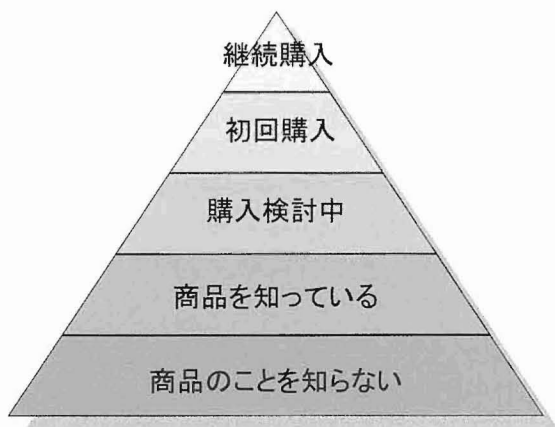 継続購入
初回購入
購入検討中
商品を知っている
商品のことを知らない